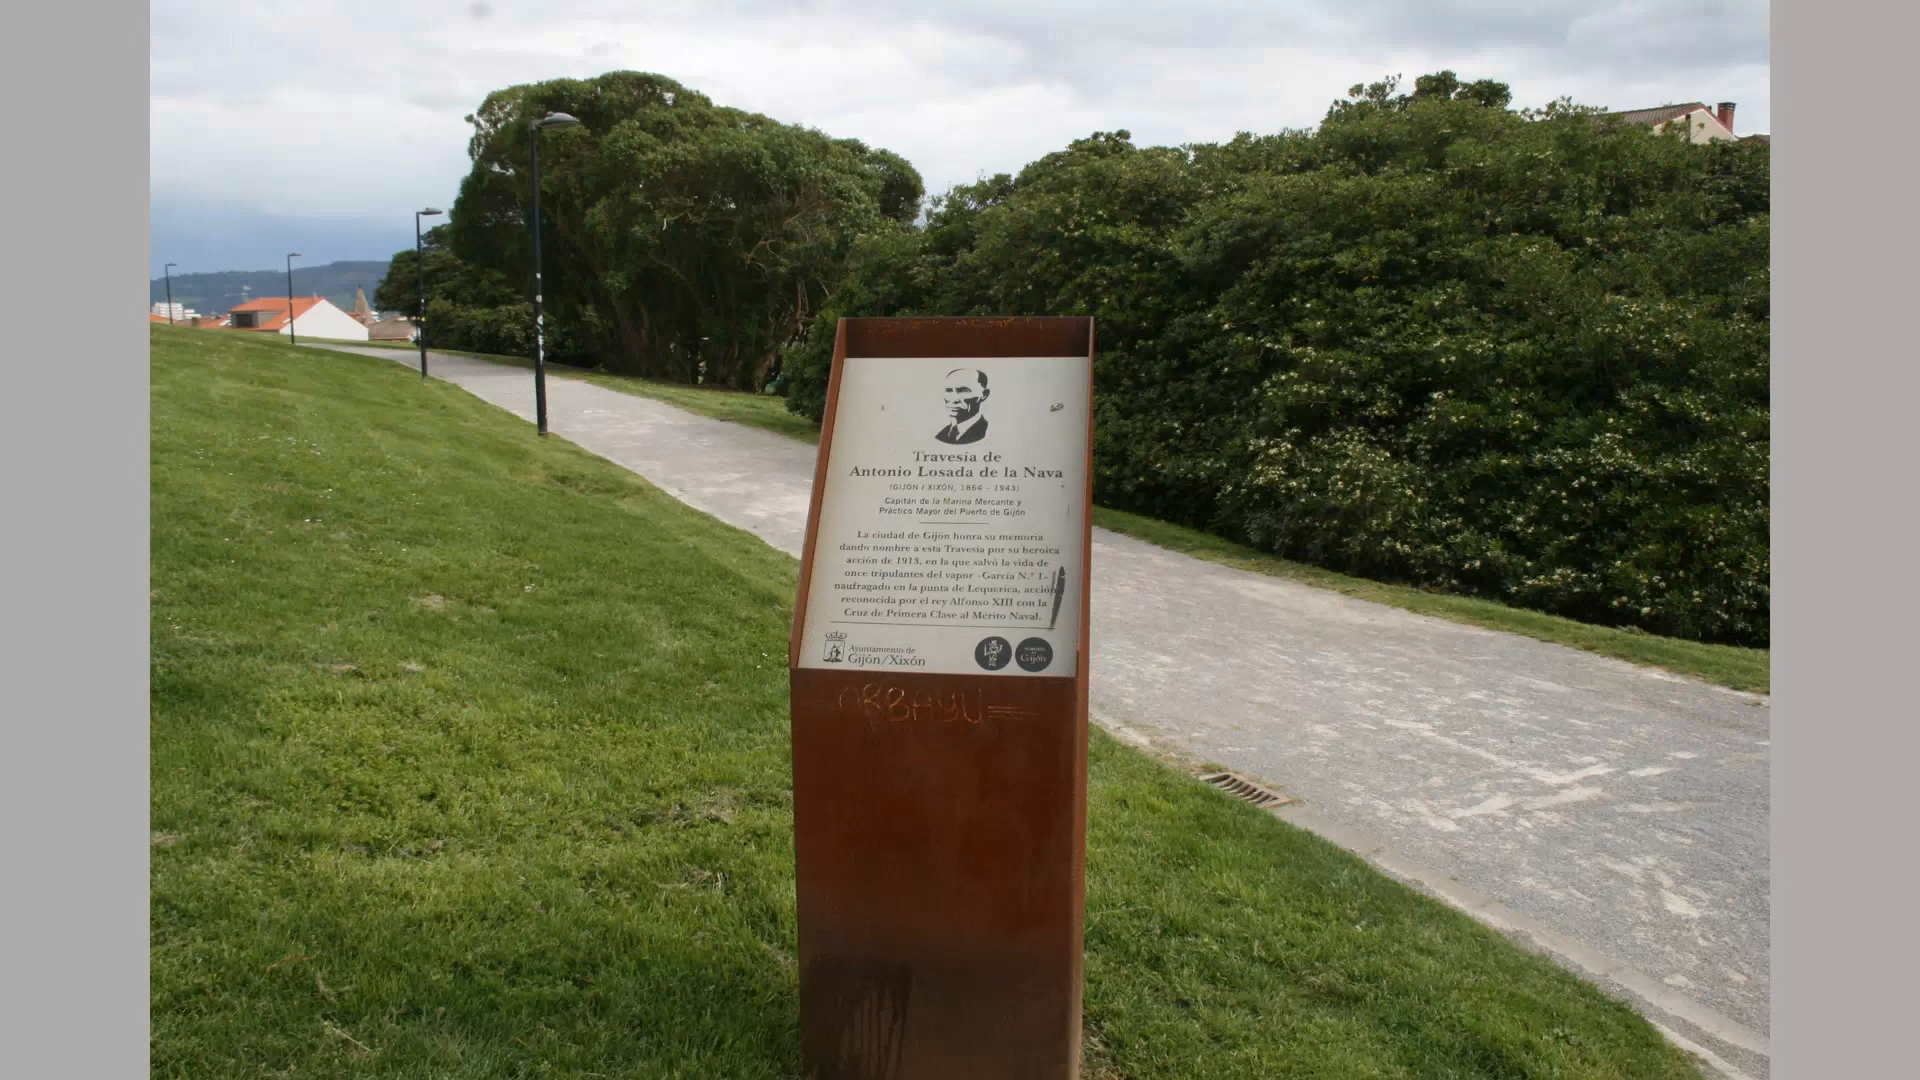 Travesía de
Antonio Losada de la Nava
(GIJÓN / XIXÓN, 1864 - 1943)
Capitán de la Marina Mercante y
Práctico Mayor del Puerto de Gijón
La ciudad de Gijón honra su memoria
dando nombre a esta Travesía por su heroica
acción de 1913, en la que salvó la vida de
once tripulantes del vapor «García N.º 1»
naufragado en la punta de Lequerica, acción
reconocida por el rey Alfonso XIII con la
Cruz de Primera Clase al Mérito Naval.
Ayuntamiento de
Gijón/Xixón
Gijón
ORBAYU